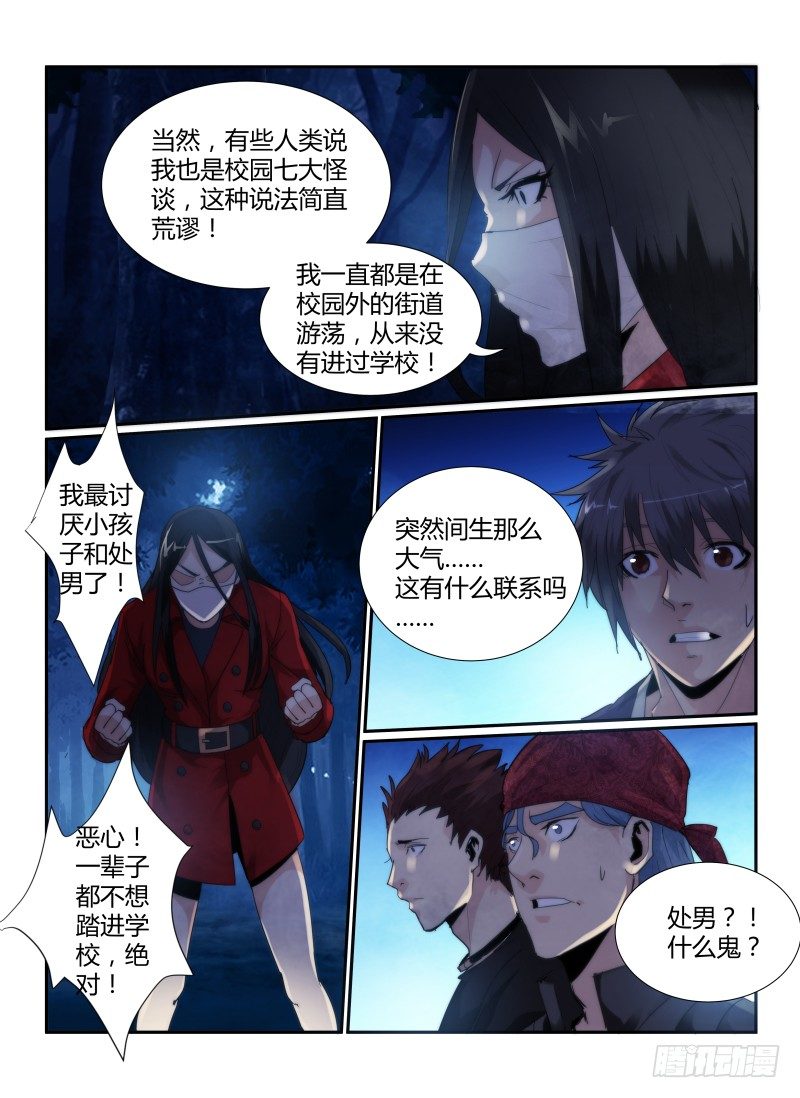 当然，有些人类说
我也是校园七大怪
谈，这种说法简直
荒谬！
我一直都是在
校园外的街道
游荡，从来没
有进过学校！
我最讨
厌小孩
子和处
男了！
突然间生那么
大气……
这有什么联系吗
……
恶心！
一辈子
都不想
踏进学
校，绝
对！
处男？！
什么鬼？
腾讯动漫